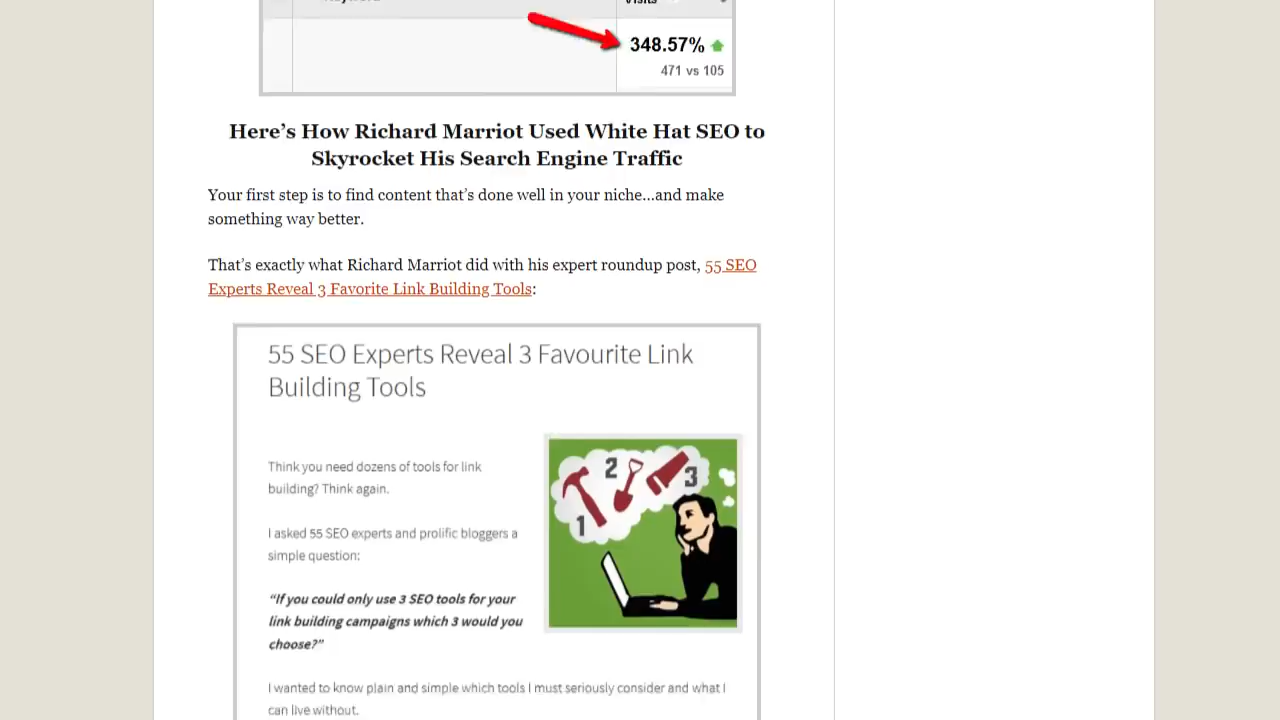 Visits
348.57%
471 vs 105
Here’s How Richard Marriot Used White Hat SEO to
Skyrocket His Search Engine Traffic
Your first step is to find content that’s done well in your niche…and make
something way better.
That’s exactly what Richard Marriot did with his expert roundup post, 55 SEO
Experts Reveal 3 Favorite Link Building Tools:
55 SEO Experts Reveal 3 Favourite Link
Building Tools
Think you need dozens of tools for link
building? Think again.
I asked 55 SEO experts and prolific bloggers a
simple question:
“If you could only use 3 SEO tools for your
link building campaigns which 3 would you
choose?”
2
3
1
I wanted to know plain and simple which tools I must seriously consider and what I
can live without.